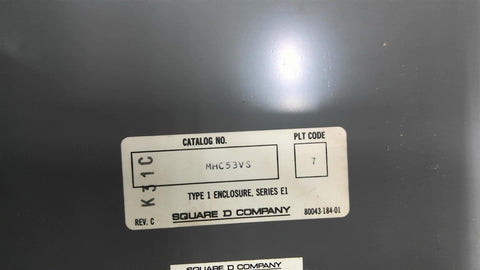 CATALOG NO.
PLT CODE
K31C
MHC53VS
7
TYPE 1 ENCLOSURE, SERIES E1
REV. C
SQUARE D COMPANY
80043-184-01
SQUARE D COMPANY